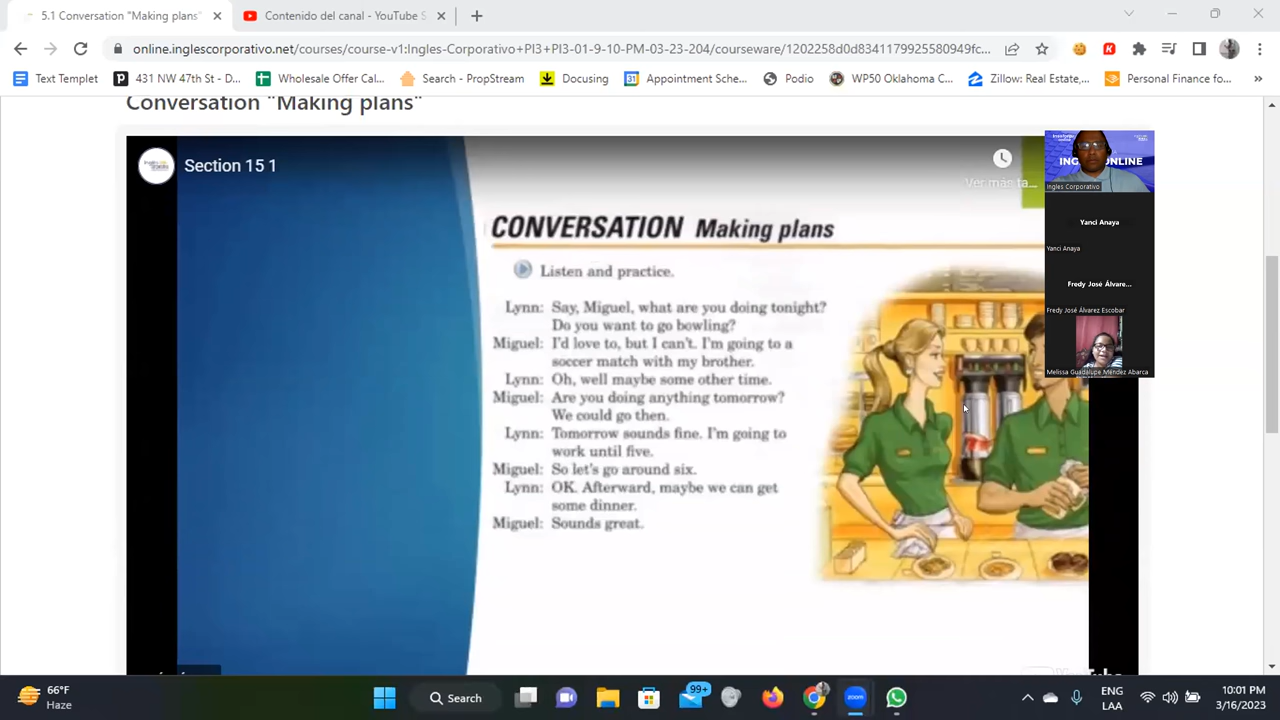 5.1 Conversation "Making plans"
Contenido del canal - YouTube S
online.inglescorporativo.net/courses/course-v1:Ingles-Corporativo+PI3+PI3-01-9-10-PM-03-23-204/courseware/1202258d0d8341179925580949fc...
Text Templet
431 NW 47th St - D...
Wholesale Offer Cal...
Search - PropStream
Docusing
Appointment Sche...
Podio
WP50 Oklahoma C...
Zillow: Real Estate,...
Personal Finance fo...
»
Conversation "Making plans"
Section 15 1
Ver más ta...
CONVERSATION Making plans
Listen and practice.
Lynn: Say, Miguel, what are you doing tonight?
Do you want to go bowling?
Miguel: I'd love to, but I can't. I'm going to a
soccer match with my brother.
Lynn: Oh, well maybe some other time.
Miguel: Are you doing anything tomorrow?
We could go then.
Lynn: Tomorrow sounds fine. I'm going to
work until five.
Miguel: So let's go around six.
Lynn: OK. Afterward, maybe we can get
some dinner.
Miguel: Sounds great.
ONLINE
Ingles Corporativo
Yanci Anaya
Yanci Anaya
Fredy José Álvare...
Fredy José Álvarez Escobar
Melissa Guadalupe Méndez Abarca
YouTube
66°F
Haze
Search
99+
zoom
ENG
LAA
10:01 PM
3/16/2023